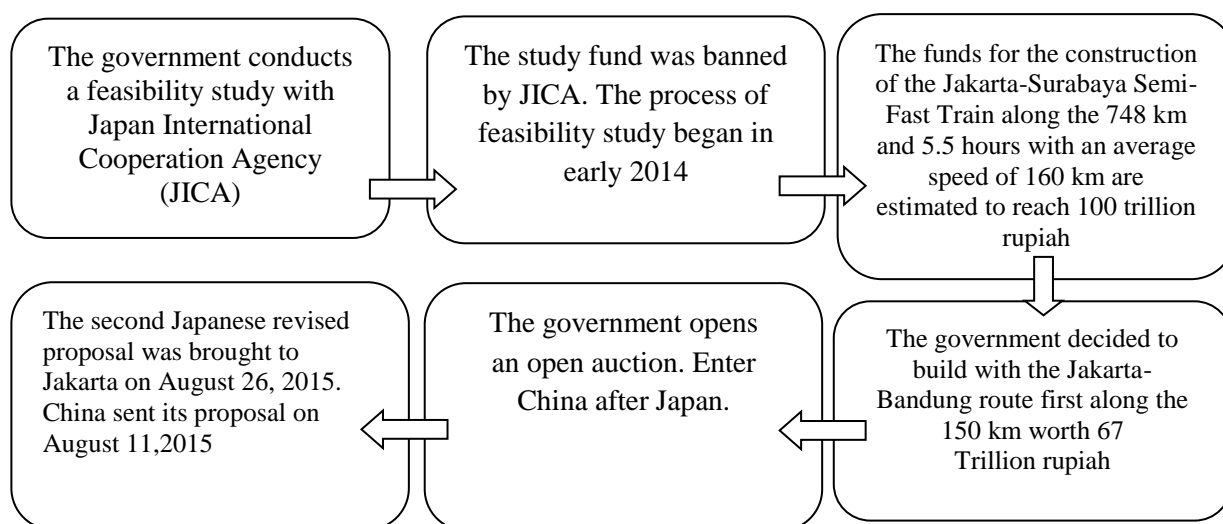 The government conducts
a feasibility study with
Japan International
Cooperation Agency
(JICA)
The study fund was banned
by JICA. The process of
feasibility study began in
early 2014
The funds for the construction
of the Jakarta-Surabaya Semi-
Fast Train along the 748 km
and 5.5 hours with an average
speed of 160 km are
estimated to reach 100 trillion
rupiah
The government decided to
build with the Jakarta-
Bandung route first along the
150 km worth 67
Trillion rupiah
The government opens
an open auction. Enter
China after Japan.
The second Japanese revised
proposal was brought to
Jakarta on August 26, 2015.
China sent its proposal on
August 11,2015